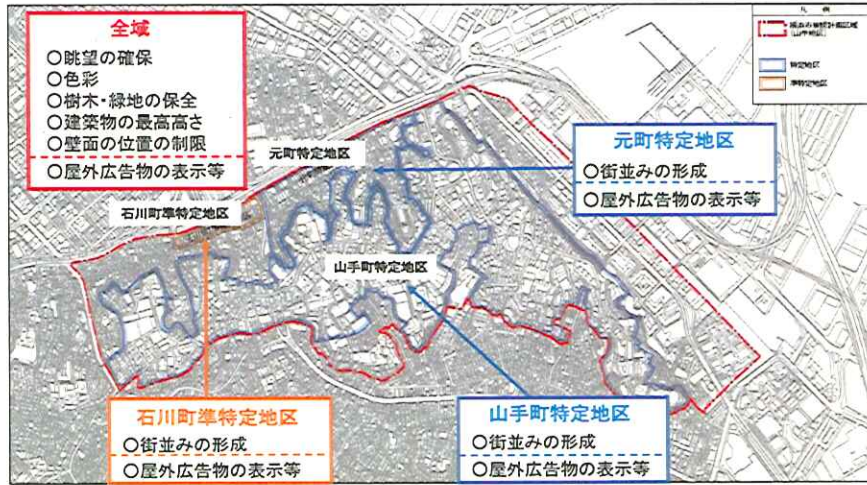 全域
○眺望の確保
○色彩
○樹木・緑地の保全
○建築物の最高高さ
○壁面の位置の制限
○屋外広告物の表示等
凡 例
(山手地区)
特定地区
準特定地区
元町特定地区
元町特定地区
○街並みの形成
○屋外広告物の表示等
石川町準特定地区
山手町特定地区
石川町準特定地区
○街並みの形成
○屋外広告物の表示等
山手町特定地区
○街並みの形成
○屋外広告物の表示等